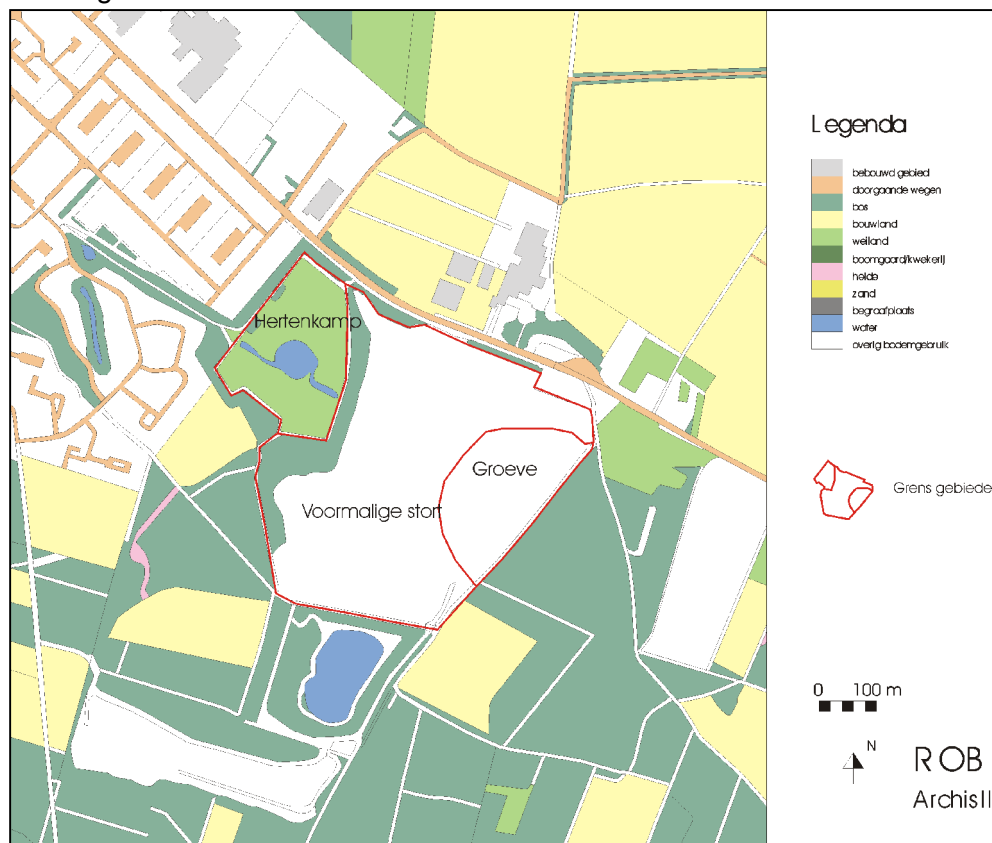 Hertenkamp
Groeve
Voormalige stort
Legenda
bebouwd gebied
doorgaande wegen
bos
bouwland
weiland
boomgaard/kwekerij
heide
zand
begraafplaats
water
overig bodemgebruik
Grens gebieden
0 100 m
N
ROB
ArchisII